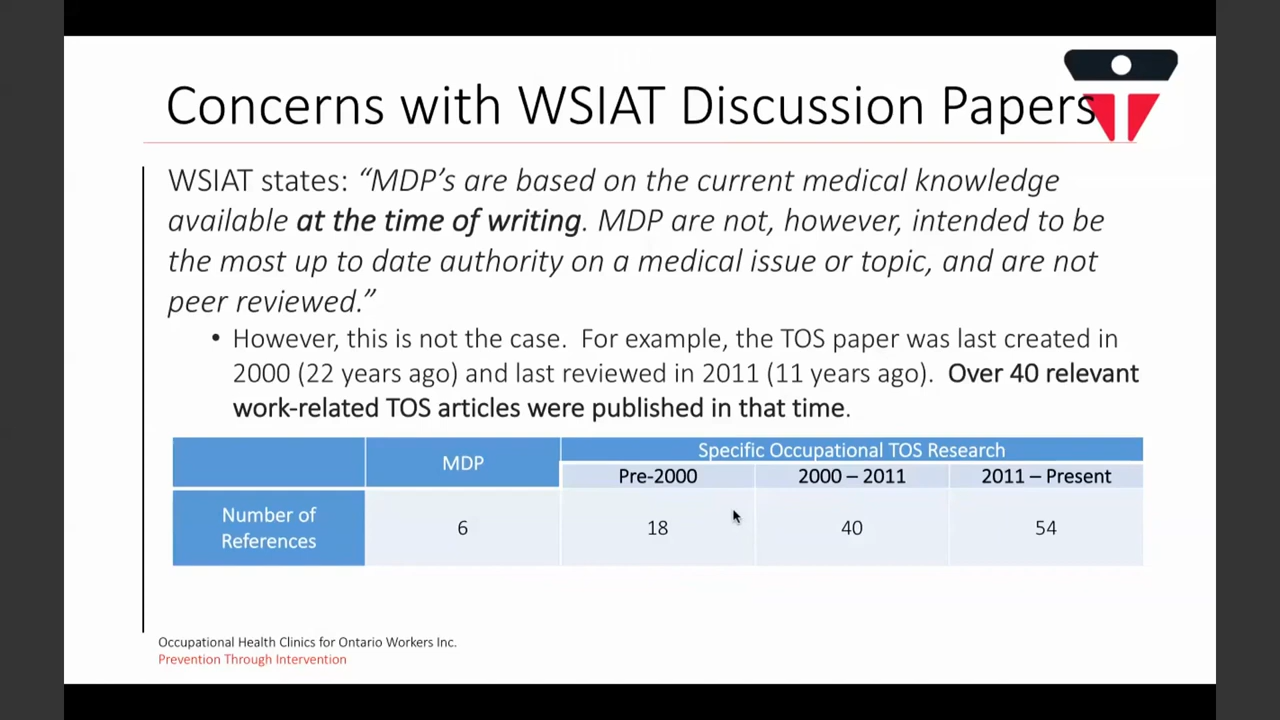 Concerns with WSIAT Discussion Papers
WSIAT states: “MDP’s are based on the current medical knowledge
available at the time of writing. MDP are not, however, intended to be
the most up to date authority on a medical issue or topic, and are not
peer reviewed.”
• However, this is not the case.  For example, the TOS paper was last created in
2000 (22 years ago) and last reviewed in 2011 (11 years ago).  Over 40 relevant
work-related TOS articles were published in that time.
MDP
Specific Occupational TOS Research
Pre-2000
2000 – 2011
2011 – Present
Number of
References
6
18
40
54
Occupational Health Clinics for Ontario Workers Inc.
Prevention Through Intervention